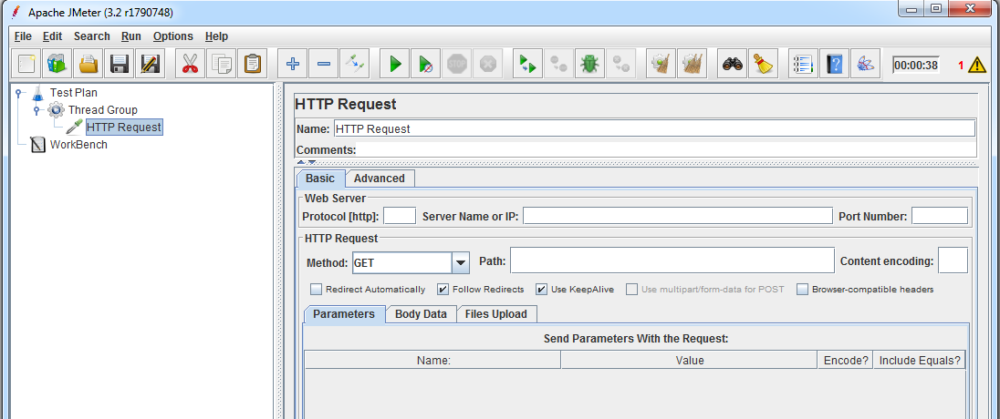 Apache JMeter (3.2 r1790748)
File Edit Search Run Options Help
STOP 00:00:38 1
Test Plan
Thread Group
HTTP Request
WorkBench
HTTP Request
Name: HTTP Request
Comments:
Basic Advanced
Web Server
Protocol [http]: Server Name or IP: Port Number:
HTTP Request
Method: GET Path: Content encoding:
Redirect Automatically Follow Redirects Use KeepAlive Use multipart/form-data for POST Browser-compatible headers
Parameters Body Data Files Upload
Send Parameters With the Request:
Name: Value Encode? Include Equals?